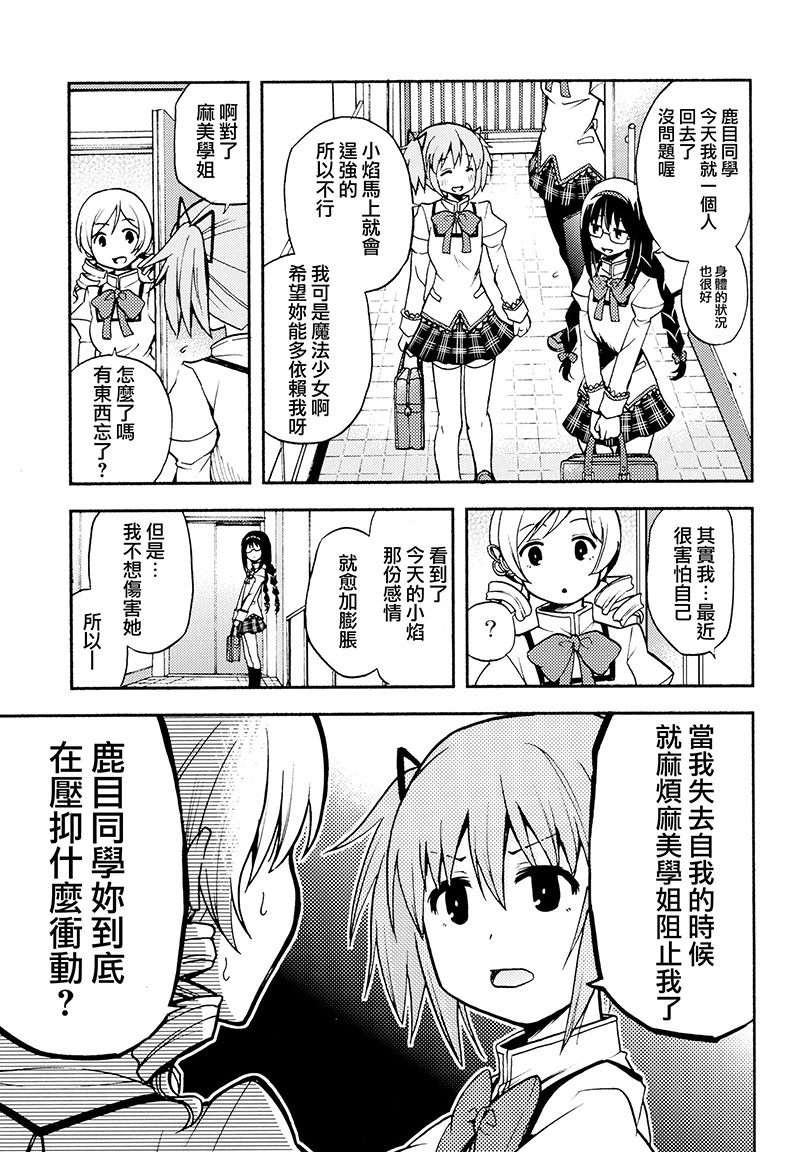 鹿目同學
今天我就一個人
回去了
沒問題喔
身體的狀況
也很好
小焰馬上就會
逞強的
所以不行
我可是魔法少女啊
希望妳能多依賴我呀
啊對了
麻美學姐
怎麼了嗎
有東西忘了?
其實我…最近
很害怕自己
?
看到了
今天的小焰
那份感情
就愈加膨脹
但是…
我不想傷害她
所以—
當我失去自我的時候
就麻煩麻美學姐阻止我了
鹿目同學妳到底
在壓抑什麼衝動?